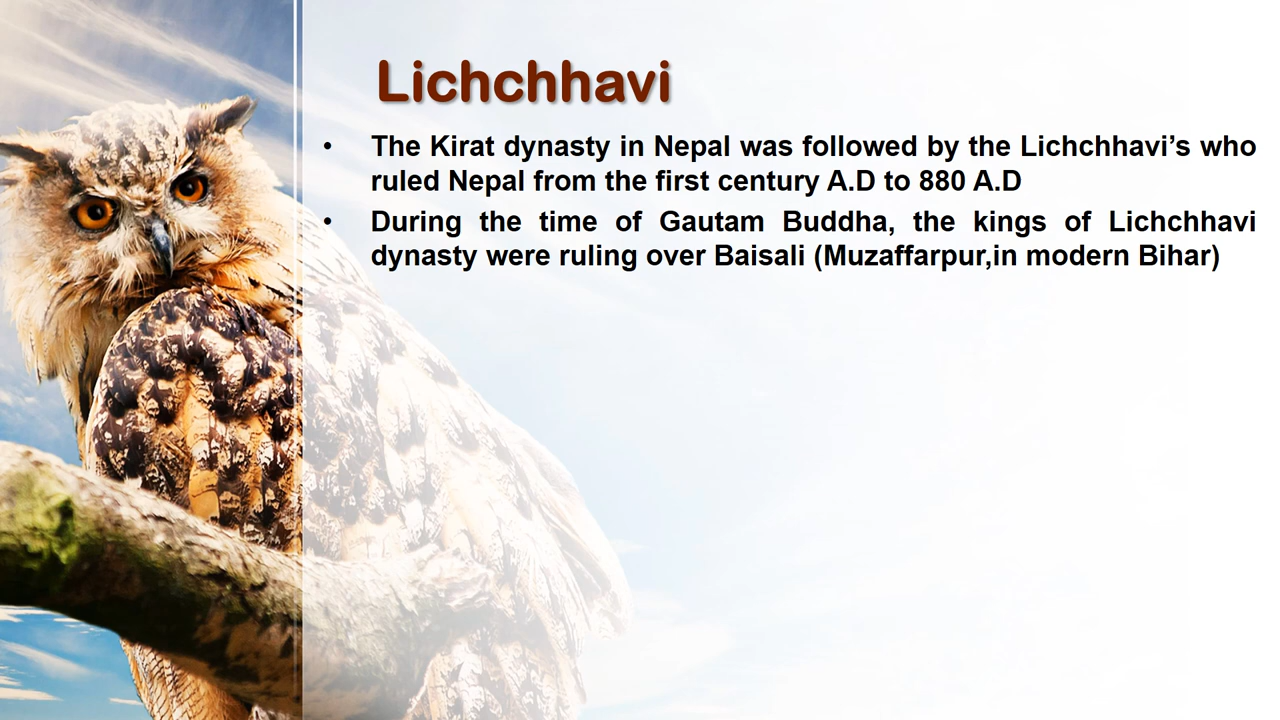 Lichchhavi
• The Kirat dynasty in Nepal was followed by the Lichchhavi’s who
ruled Nepal from the first century A.D to 880 A.D
• During the time of Gautam Buddha, the kings of Lichchhavi
dynasty were ruling over Baisali (Muzaffarpur,in modern Bihar)